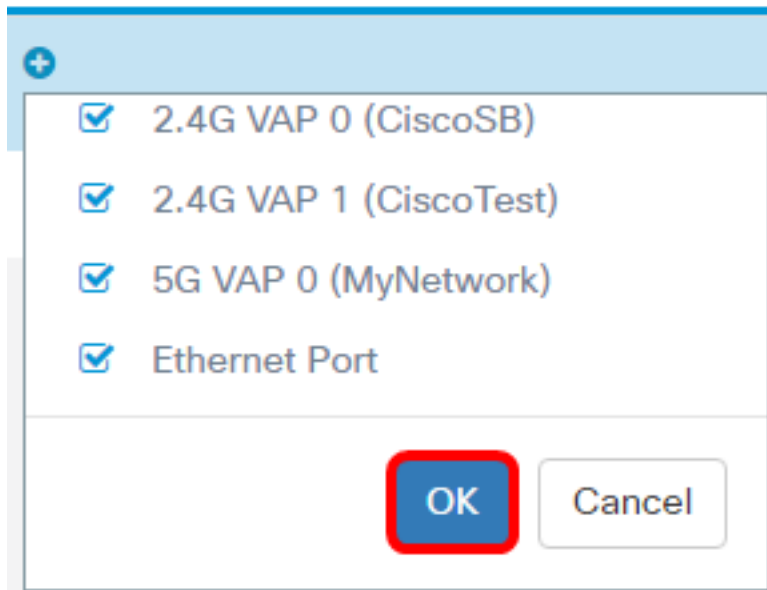 2.4G VAP 0 (CiscoSB)
2.4G VAP 1 (CiscoTest)
5G VAP 0 (MyNetwork)
Ethernet Port
OK Cancel